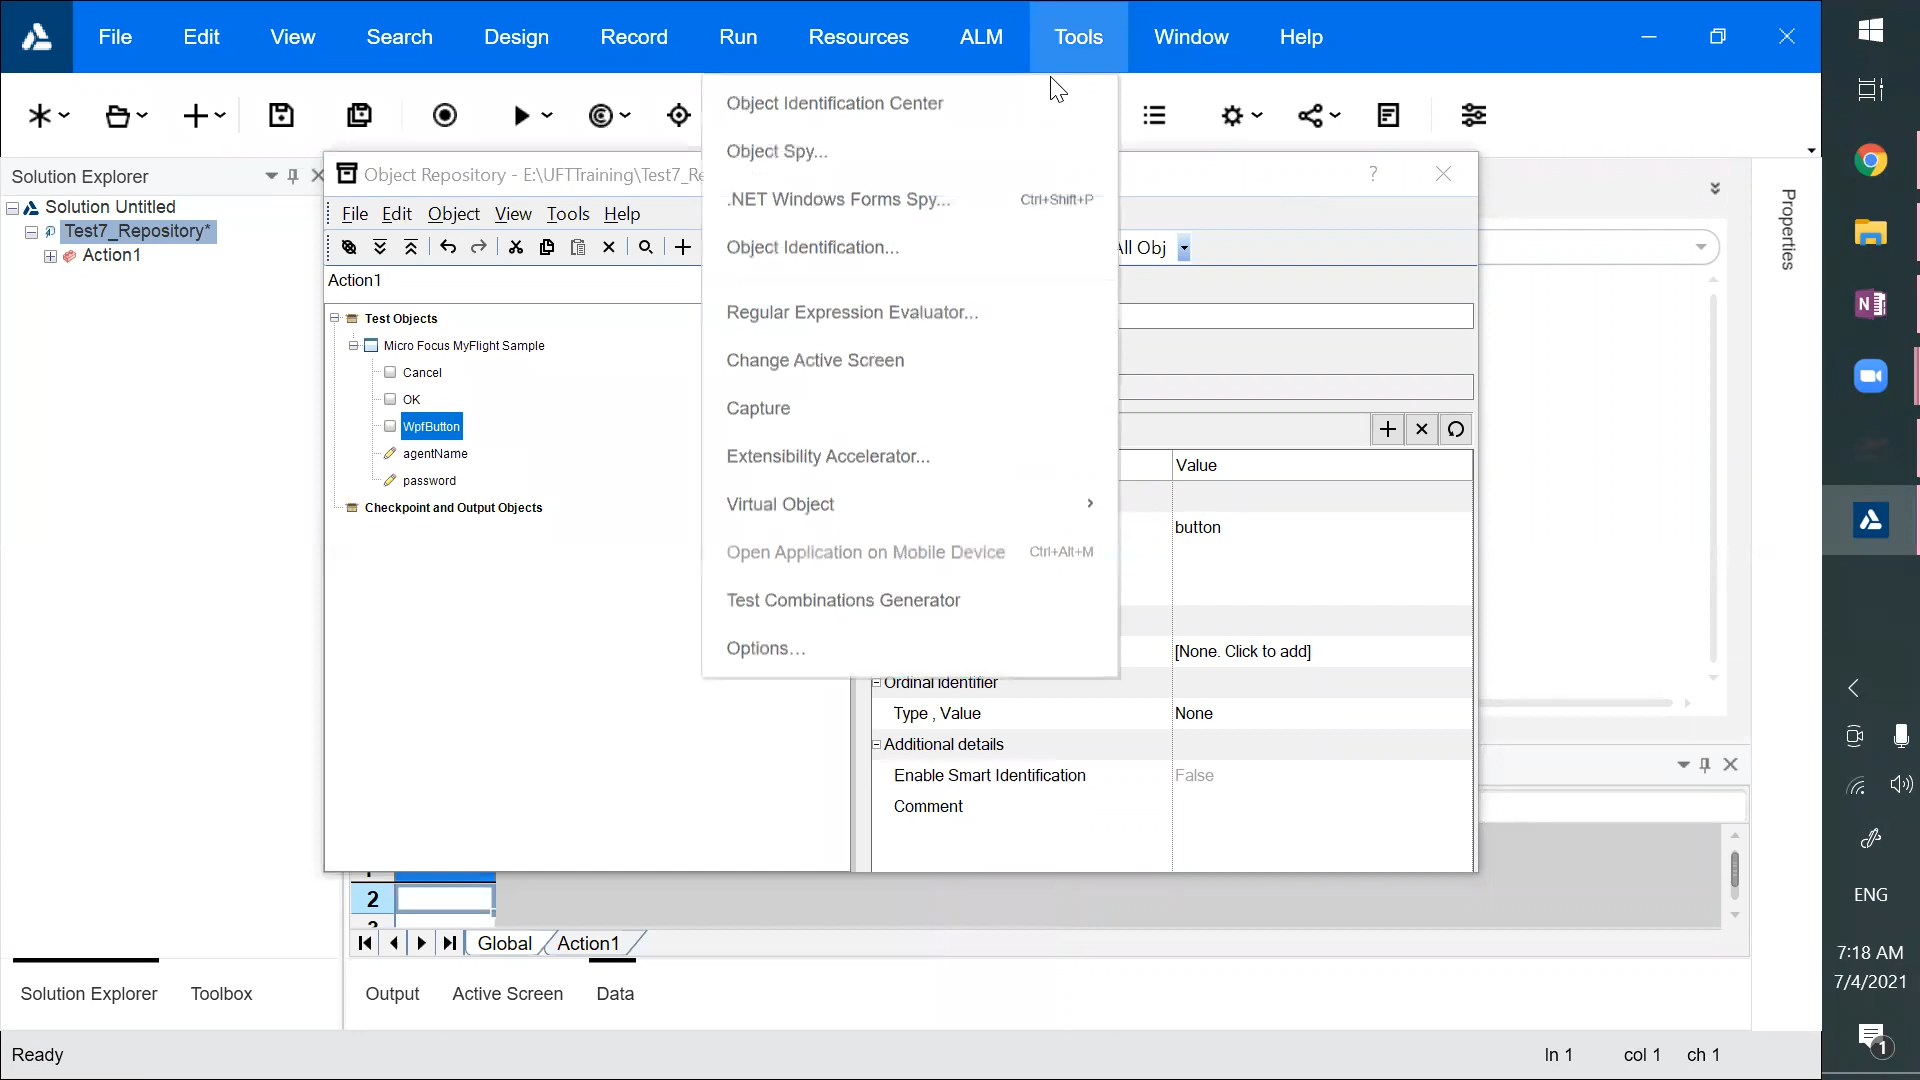 File Edit View Search Design Record Run Resources ALM Tools Window Help
Object Identification Center
Object Spy...
.NET Windows Forms Spy... Ctrl+Shift+P
Object Identification...
Regular Expression Evaluator...
Change Active Screen
Capture
Extensibility Accelerator...
Virtual Object
Open Application on Mobile Device Ctrl+Alt+M
Test Combinations Generator
Options...
Solution Explorer
Solution Untitled
Test7_Repository*
Action1
Object Repository - E:\UFTTraining\Test7_Re
?
File Edit Object View Tools Help
All Obj
Action1
Test Objects
Micro Focus MyFlight Sample
Cancel
OK
WpfButton
agentName
password
Checkpoint and Output Objects
Value
button
[None. Click to add]
Ordinal identifier
Type , Value None
Additional details
Enable Smart Identification False
Comment
Properties
2
Global Action1
Solution Explorer Toolbox Output Active Screen Data
Ready ln 1 col 1 ch 1
ENG
7:18 AM
7/4/2021
1